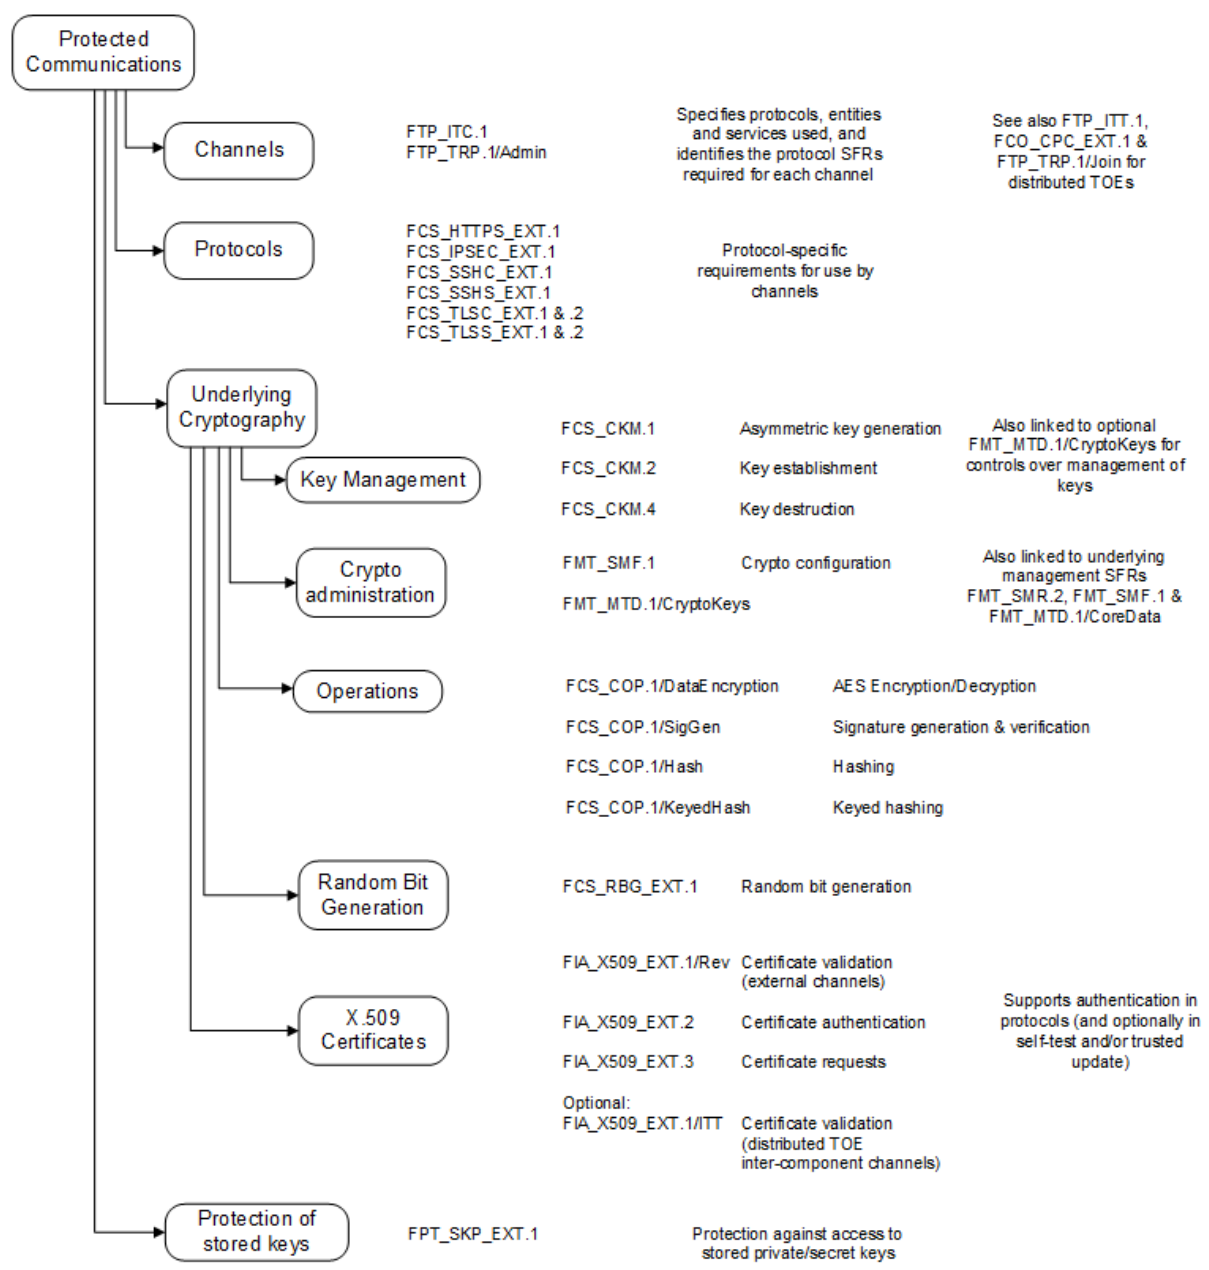 Protected
Communications
Channels
FTP_ITC.1
FTP_TRP.1/Admin
Specifies protocols, entities
and services used, and
identifies the protocol SFRs
required for each channel
See also FTP_ITT.1,
FCO_CPC_EXT.1 &
FTP_TRP.1/Join for
distributed TOEs
Protocols
FCS_HTTPS_EXT.1
FCS_IPSEC_EXT.1
FCS_SSHC_EXT.1
FCS_SSHS_EXT.1
FCS_TLSC_EXT.1 & .2
FCS_TLSS_EXT.1 & .2
Protocol-specific
requirements for use by
channels
Underlying
Cryptography
Key Management
FCS_CKM.1
Asymmetric key generation
FCS_CKM.2
Key establishment
FCS_CKM.4
Key destruction
Also linked to optional
FMT_MTD.1/CryptoKeys for
controls over management of
keys
Crypto
administration
FMT_SMF.1
Crypto configuration
FMT_MTD.1/CryptoKeys
Also linked to underlying
management SFRs
FMT_SMR.2, FMT_SMF.1 &
FMT_MTD.1/CoreData
Operations
FCS_COP.1/DataEncryption
AES Encryption/Decryption
FCS_COP.1/SigGen
Signature generation & verification
FCS_COP.1/Hash
Hashing
FCS_COP.1/KeyedHash
Keyed hashing
Random Bit
Generation
FCS_RBG_EXT.1
Random bit generation
X.509
Certificates
FIA_X509_EXT.1/Rev
Certificate validation
(external channels)
FIA_X509_EXT.2
Certificate authentication
FIA_X509_EXT.3
Certificate requests
Optional:
FIA_X509_EXT.1/ITT
Certificate validation
(distributed TOE
inter-component channels)
Supports authentication in
protocols (and optionally in
self-test and/or trusted
update)
Protection of
stored keys
FPT_SKP_EXT.1
Protection against access to
stored private/secret keys